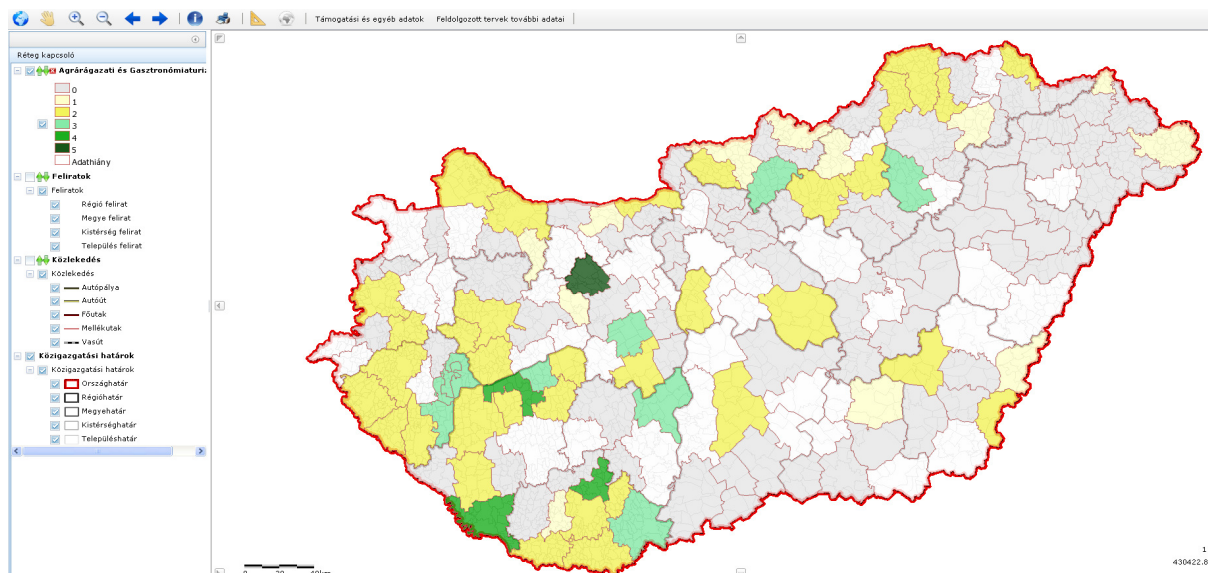 Támogatási és egyéb adatok Feldolgozott tervek további adatai
Réteg kapcsoló
Agrárágazati és Gasztronómiaturiz
0
1
2
3
4
5
Adathiány
Feliratok
Feliratok
Régió felirat
Megye felirat
Kistérség felirat
Település felirat
Közlekedés
Közlekedés
Autópálya
Autóút
Főutak
Mellékutak
Vasút
Közigazgatási határok
Közigazgatási határok
Országhatár
Régióhatár
Megyehatár
Kistérséghatár
Településhatár
1
430422.8